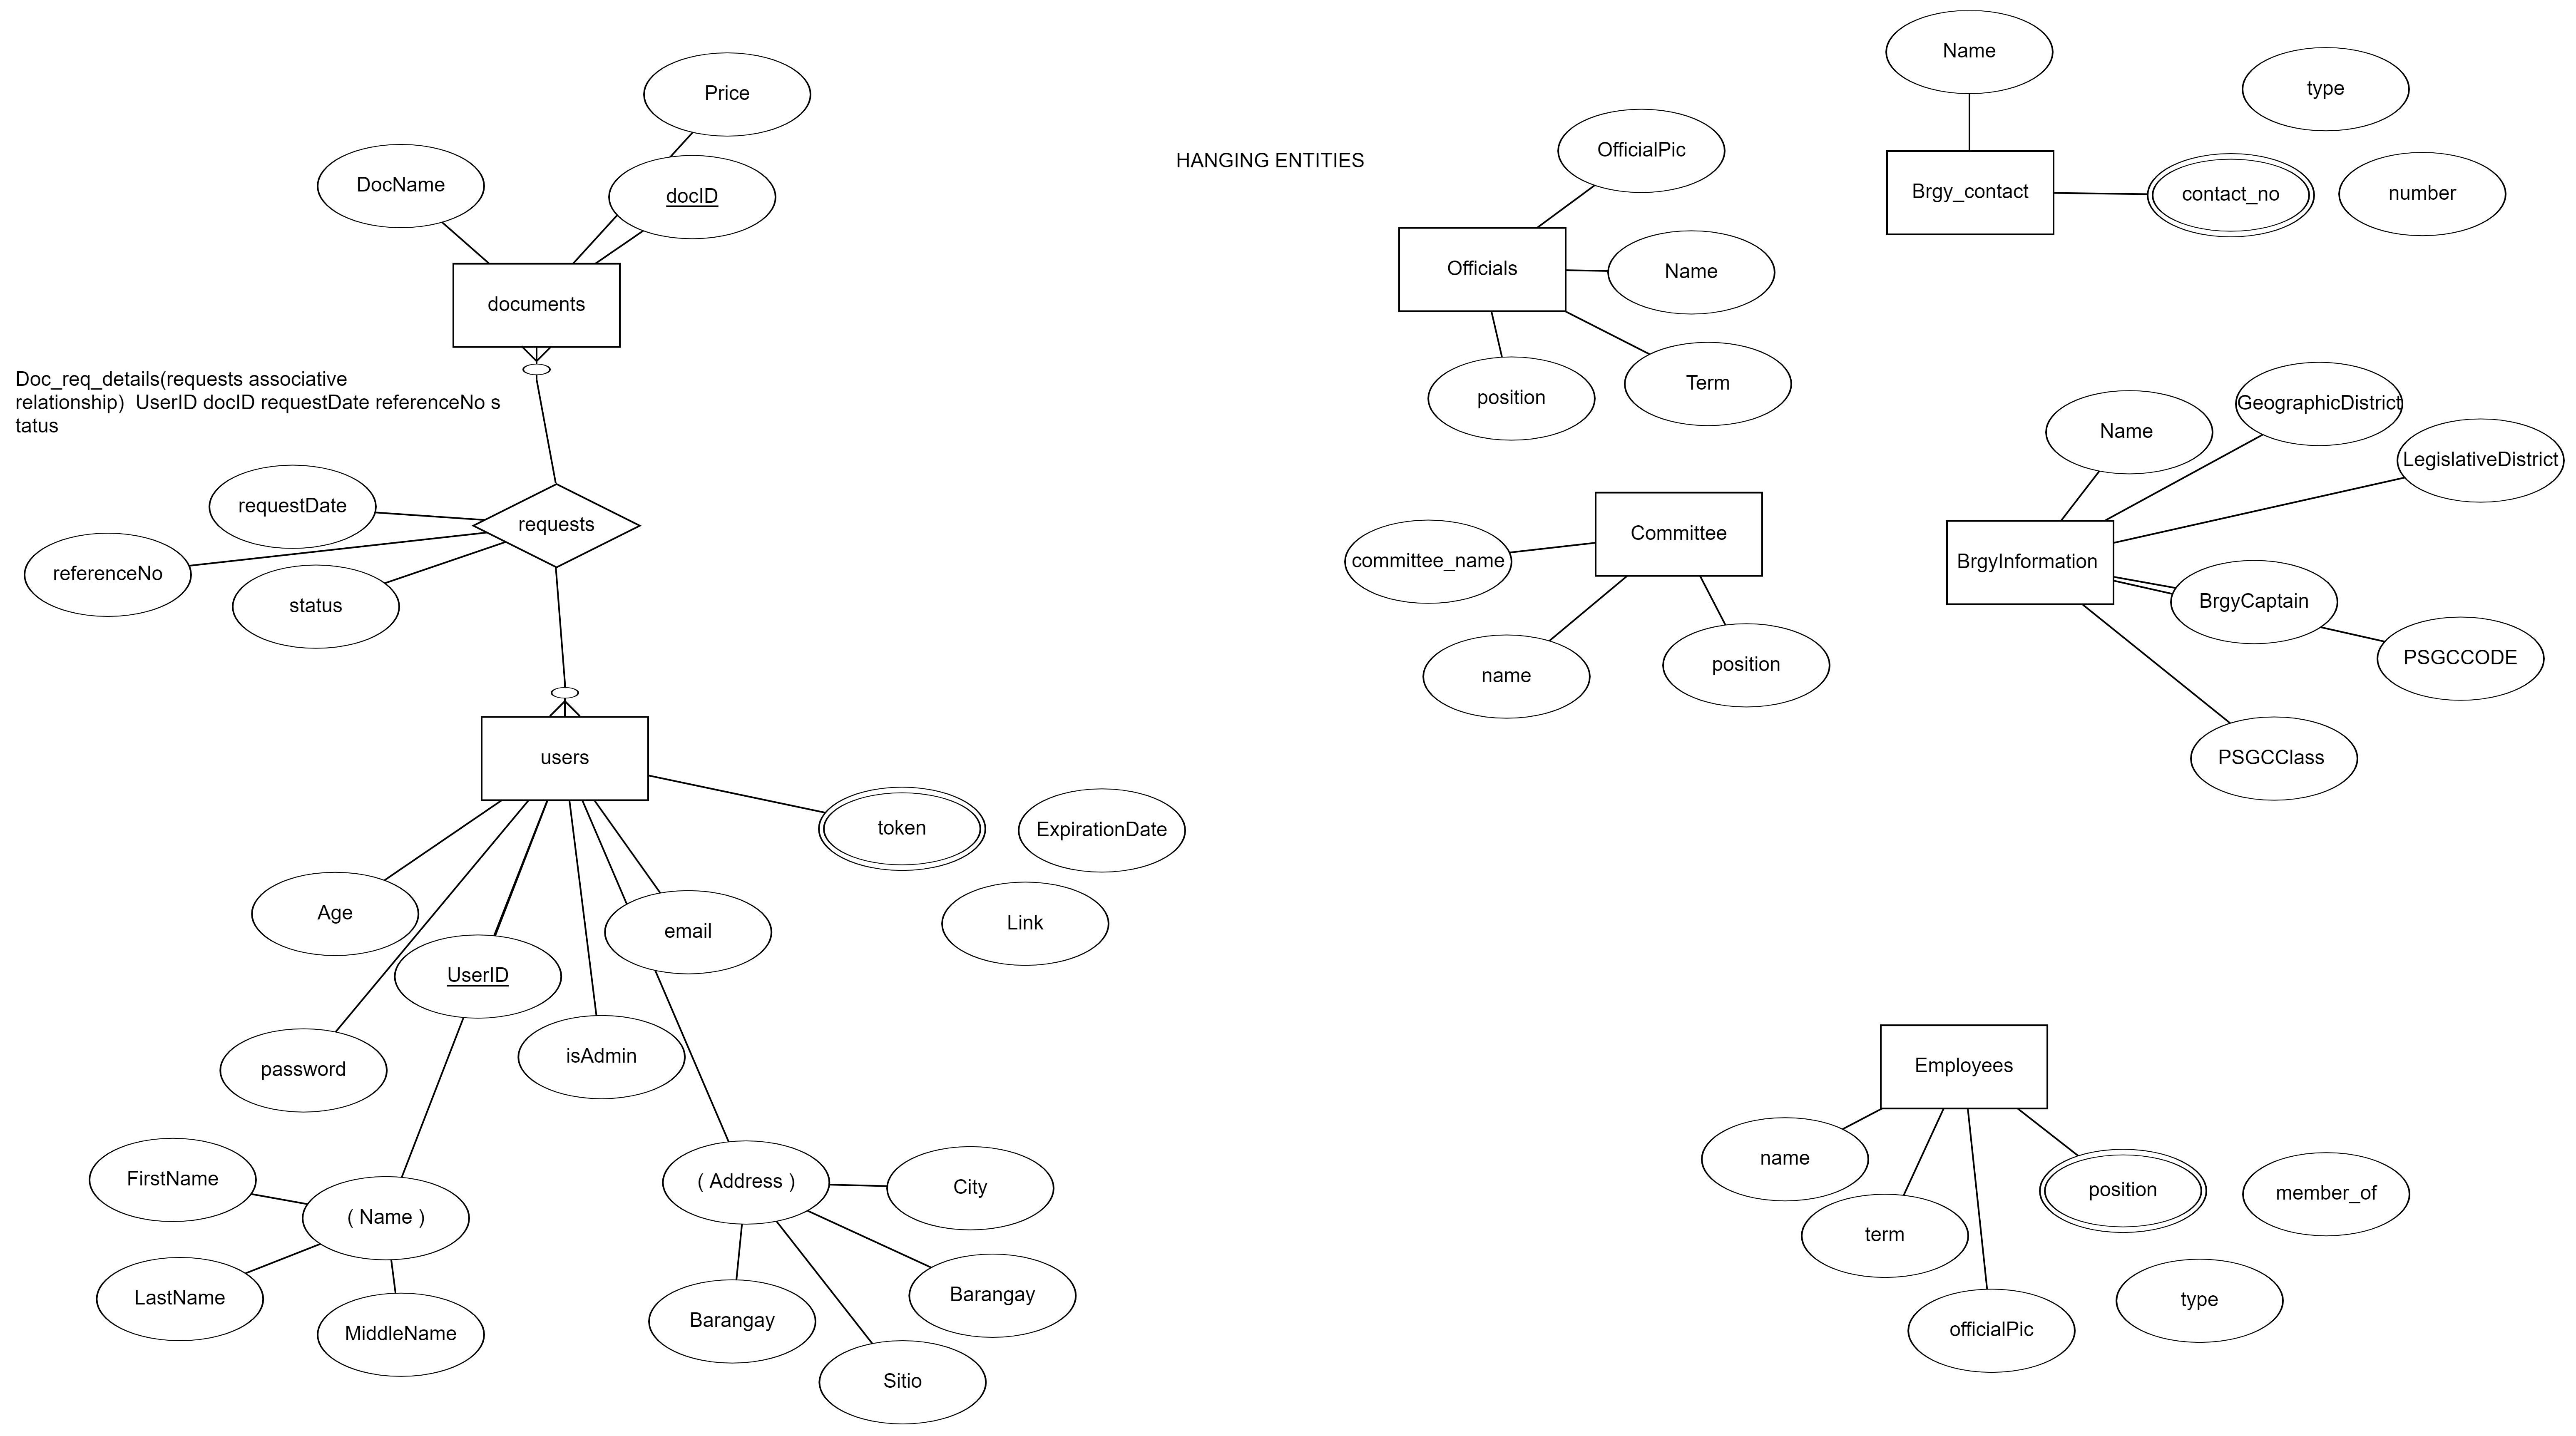 Price
DocName
docID
documents
Doc_req_details(requests associative
relationship)  UserID docID requestDate referenceNo s
tatus
requestDate
requests
referenceNo
status
users
token
ExpirationDate
Age
email
Link
UserID
password
isAdmin
FirstName
( Name )
LastName
MiddleName
( Address )
City
Barangay
Barangay
Sitio
HANGING ENTITIES
OfficialPic
Officials
Name
position
Term
Committee
committee_name
name
position
Name
type
Brgy_contact
contact_no
number
Name
GeographicDistrict
LegislativeDistrict
BrgyInformation
BrgyCaptain
PSGCCODE
PSGCClass
Employees
name
term
position
member_of
type
officialPic